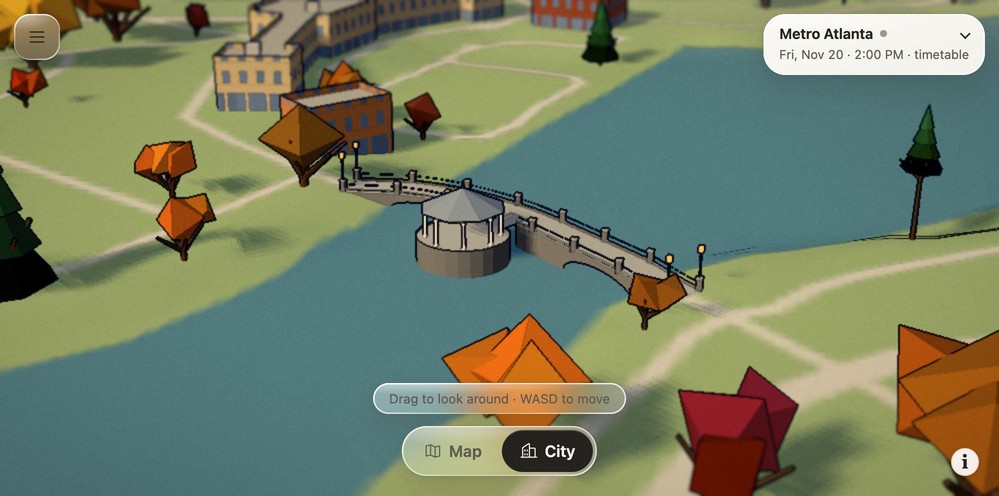 Metro Atlanta
Fri, Nov 20 · 2:00 PM · timetable
Drag to look around · WASD to move
Map
City
i